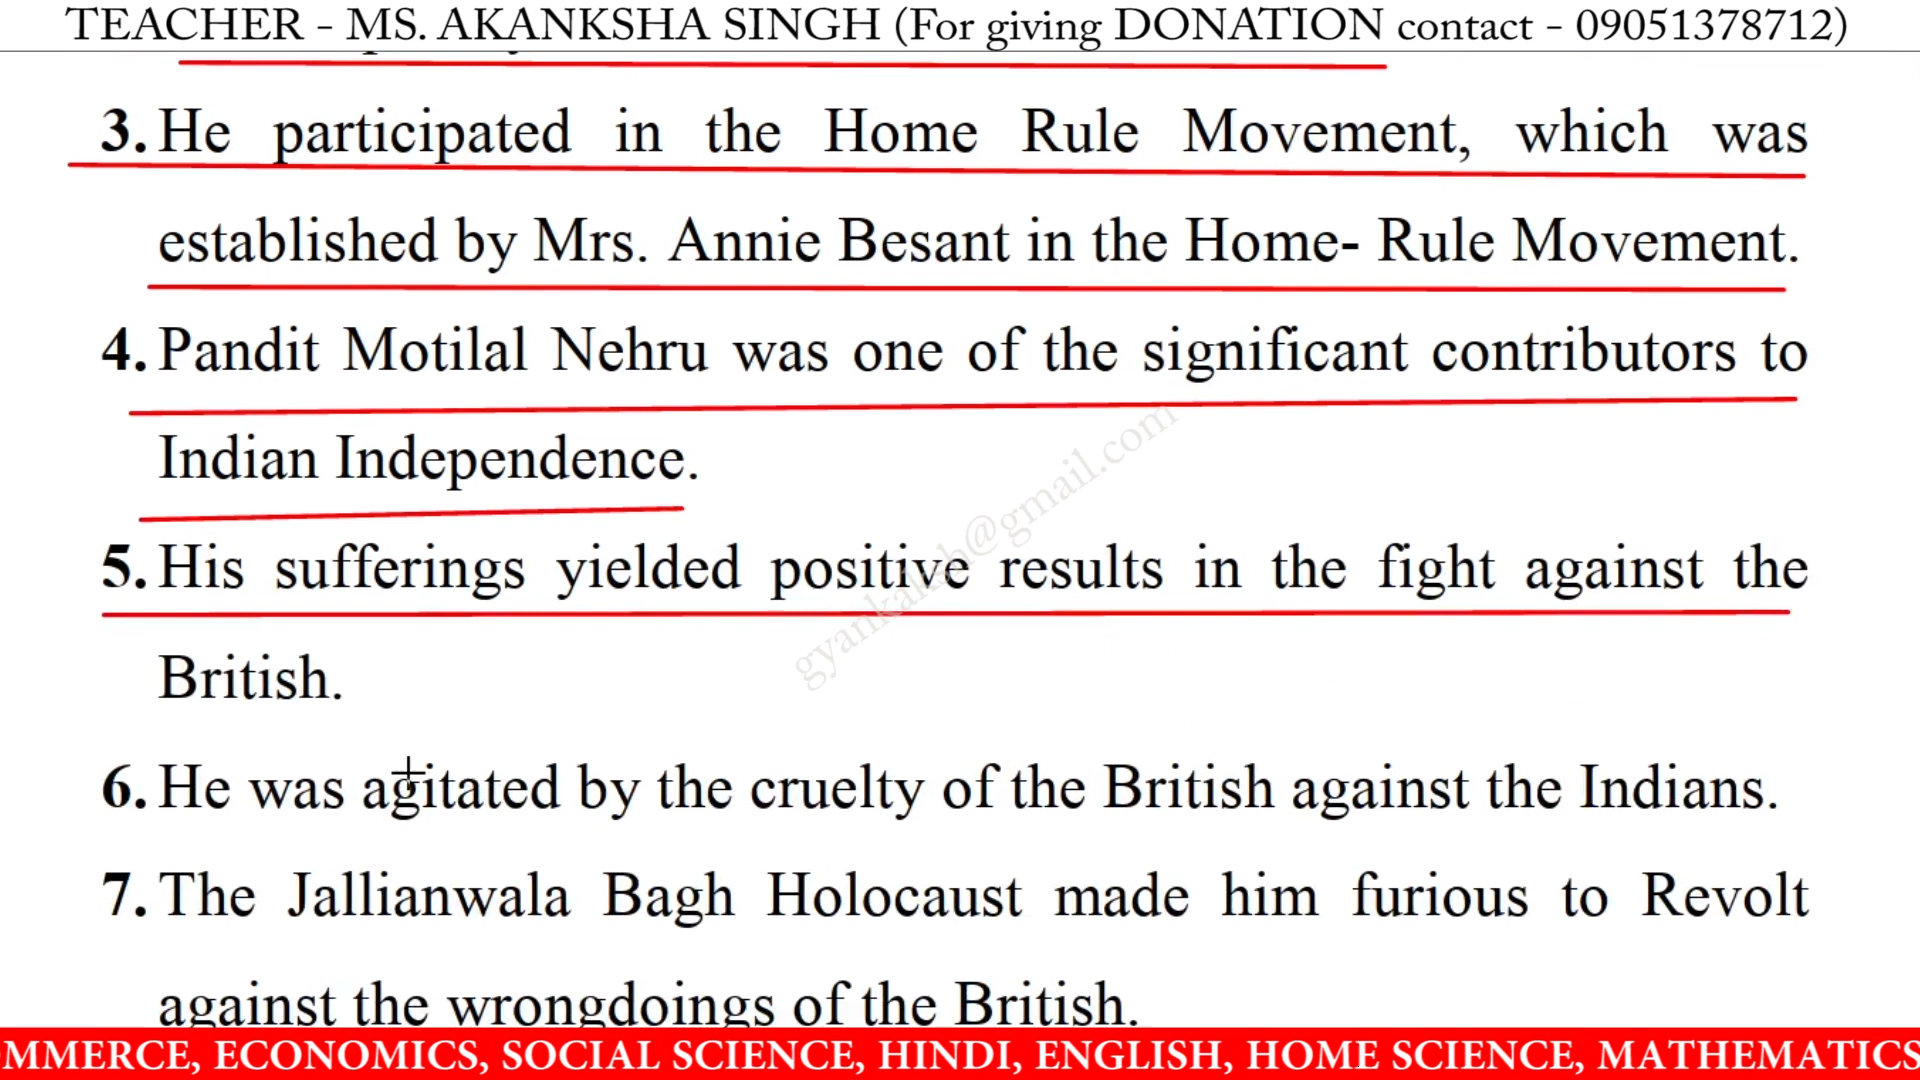 TEACHER - MS. AKANKSHA SINGH (For giving DONATION contact - 09051378712)
3. He participated in the Home Rule Movement, which was
established by Mrs. Annie Besant in the Home- Rule Movement.
4. Pandit Motilal Nehru was one of the significant contributors to
Indian Independence.
5. His sufferings yielded positive results in the fight against the
British.
6. He was agitated by the cruelty of the British against the Indians.
7. The Jallianwala Bagh Holocaust made him furious to Revolt
against the wrongdoings of the British.
OMMERCE, ECONOMICS, SOCIAL SCIENCE, HINDI, ENGLISH, HOME SCIENCE, MATHEMATICS